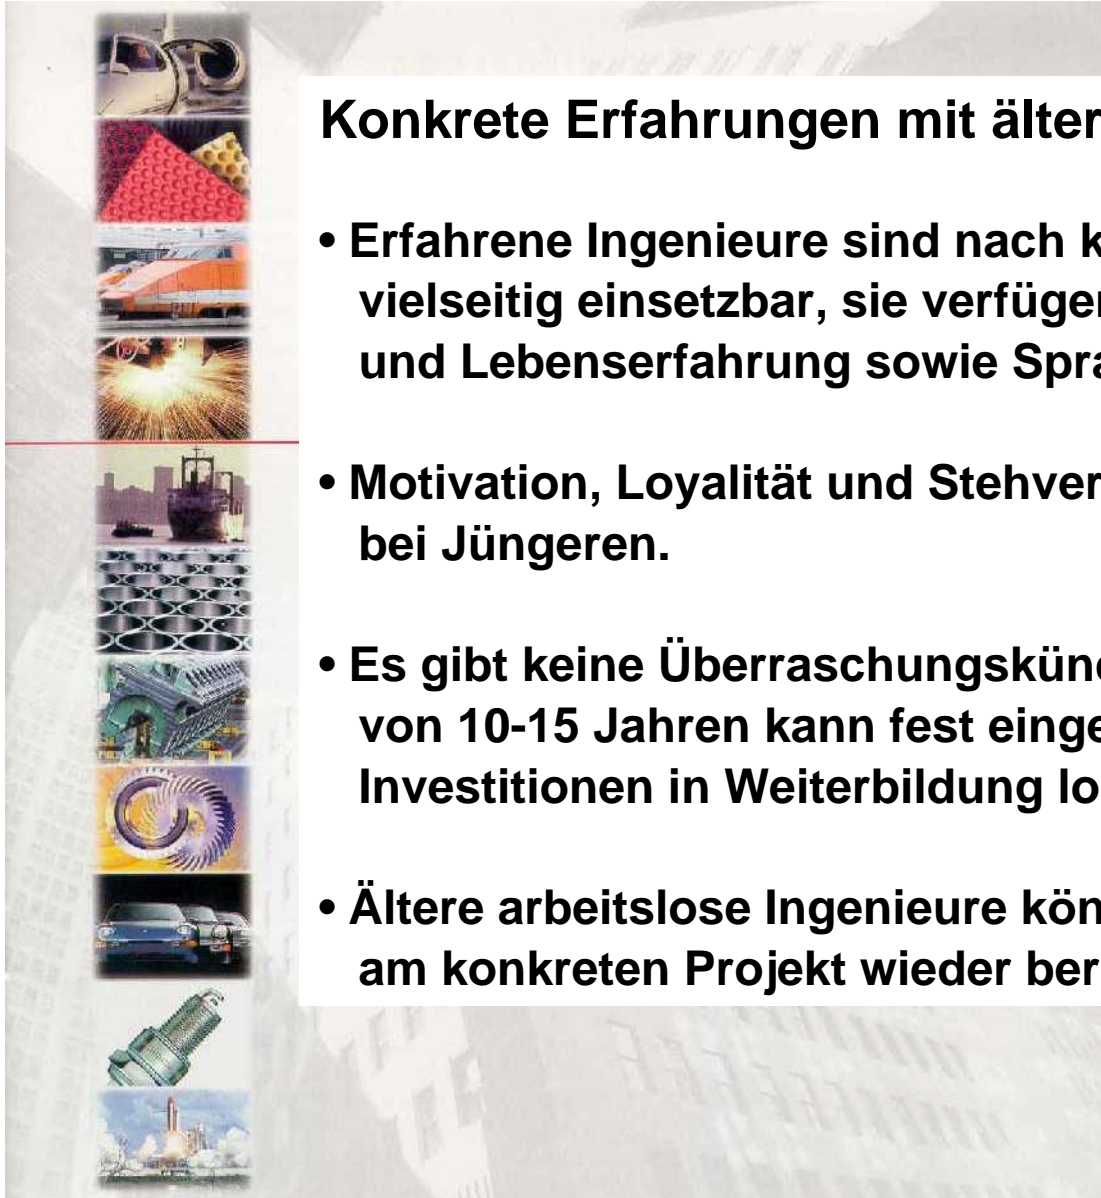 Konkrete Erfahrungen mit älter
• Erfahrene Ingenieure sind nach k
vielseitig einsetzbar, sie verfüger
und Lebenserfahrung sowie Spra
• Motivation, Loyalität und Stehver
bei Jüngeren.
• Es gibt keine Überraschungskünd
von 10-15 Jahren kann fest einge
Investitionen in Weiterbildung lo
• Ältere arbeitslose Ingenieure kön
am konkreten Projekt wieder ber